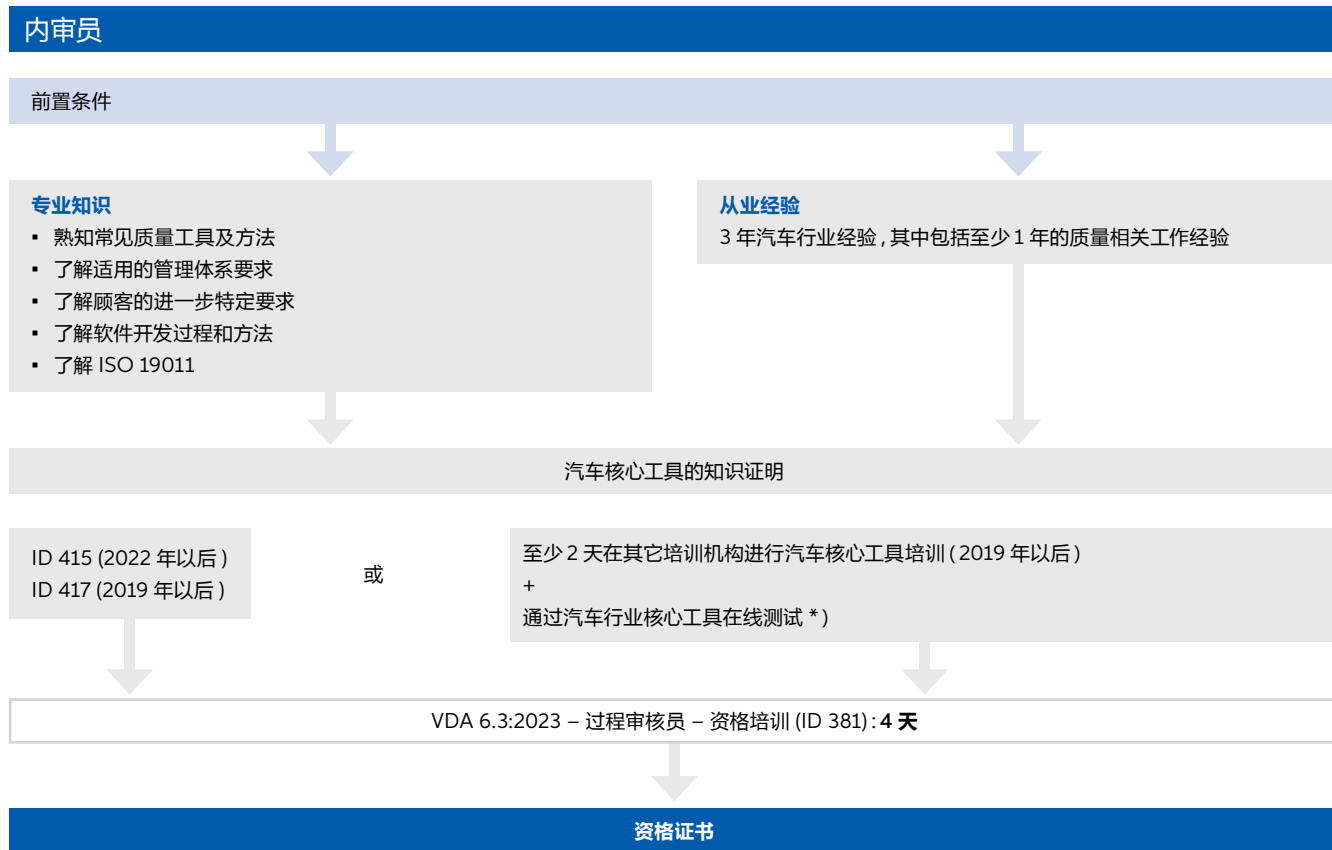 内审员
前置条件
专业知识
▪ 熟知常见质量工具及方法
▪ 了解适用的管理体系要求
▪ 了解顾客的进一步特定要求
▪ 了解软件开发过程和方法
▪ 了解 ISO 19011
从业经验
3 年汽车行业经验,其中包括至少 1 年的质量相关工作经验
汽车核心工具的知识证明
ID 415 (2022 年以后)
ID 417 (2019 年以后)
或
至少 2 天在其它培训机构进行汽车核心工具培训(2019 年以后)
+
通过汽车行业核心工具在线测试 *)
VDA 6.3:2023 – 过程审核员 – 资格培训 (ID 381):4 天
资格证书